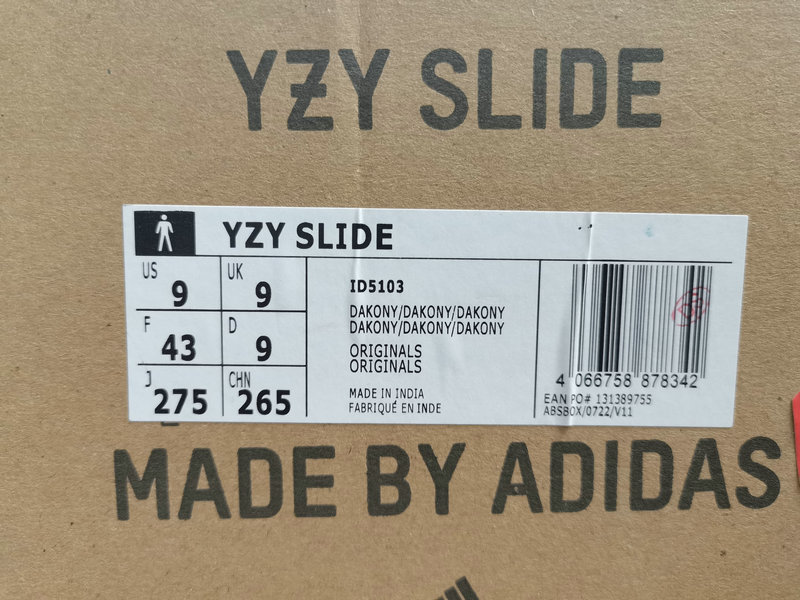 YZY SLIDE
YZY SLIDE
US 9
UK 9
F 43
D 9
J 275
CHN 265
ID5103
DAKONY/DAKONY/DAKONY
DAKONY/DAKONY/DAKONY
ORIGINALS
ORIGINALS
MADE IN INDIA
FABRIQUÉ EN INDE
4 066758 878342
EAN PO# 131389755
ABSBOX/0722/V11
MADE BY ADIDAS